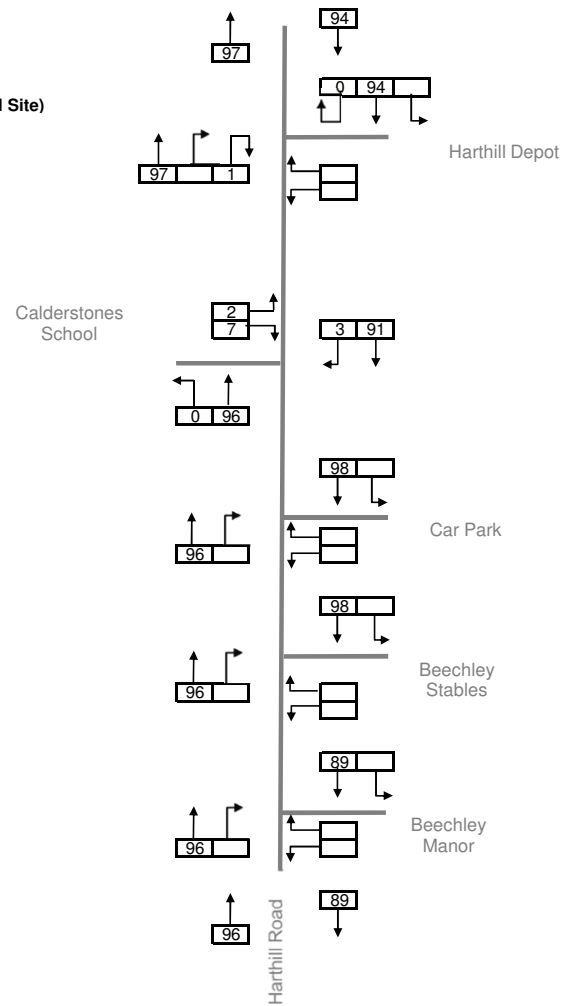 94
97
0 94
l Site)
Harthill Depot
97 1
Calderstones
School
2
7
3 91
0 96
98
Car Park
96
98
Beechley
Stables
96
89
Beechley
Manor
96
89
96
Harthill Road